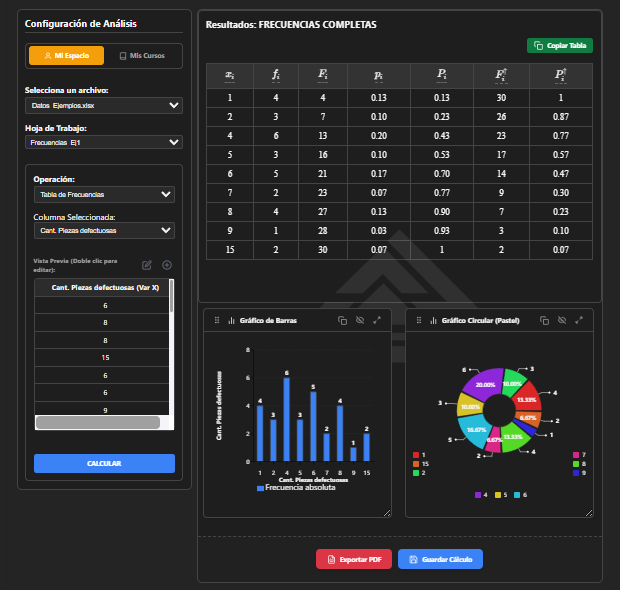 Configuración de Análisis
Mi Espacio
Mis Cursos
Selecciona un archivo:
Datos Ejemplos.xlsx
Hoja de Trabajo:
Frecuencias Ej1
Operación:
Tabla de Frecuencias
Columna Seleccionada:
Cant. Piezas defectuosas
Vista Previa (Doble clic para
editar):
Cant. Piezas defectuosas (Var X)
6
8
8
15
6
6
9
CALCULAR
Resultados: FRECUENCIAS COMPLETAS
Copiar Tabla
x_i f_i F_i p_i P_i F_i↑ P_i↑
1 4 4 0.13 0.13 30 1
2 3 7 0.10 0.23 26 0.87
4 6 13 0.20 0.43 23 0.77
5 3 16 0.10 0.53 17 0.57
6 5 21 0.17 0.70 14 0.47
7 2 23 0.07 0.77 9 0.30
8 4 27 0.13 0.90 7 0.23
9 1 28 0.03 0.93 3 0.10
15 2 30 0.07 1 2 0.07
Gráfico de Barras
Cant. Piezas defectuosas
8
6
4
2
0
4 3 6 3 5 2 4 1 2
1 2 4 5 6 7 8 9 15
Cant. Piezas defectuosas
Frecuencia absoluta
Gráfico Circular (Pastel)
6 3
20.00% 10.00%
4
13.33%
3
10.00%
2
6.67%
1
5
16.67%
2
6.67%
13.33%
4
1
15
2
7
8
9
4 5 6
Exportar PDF
Guardar Cálculo